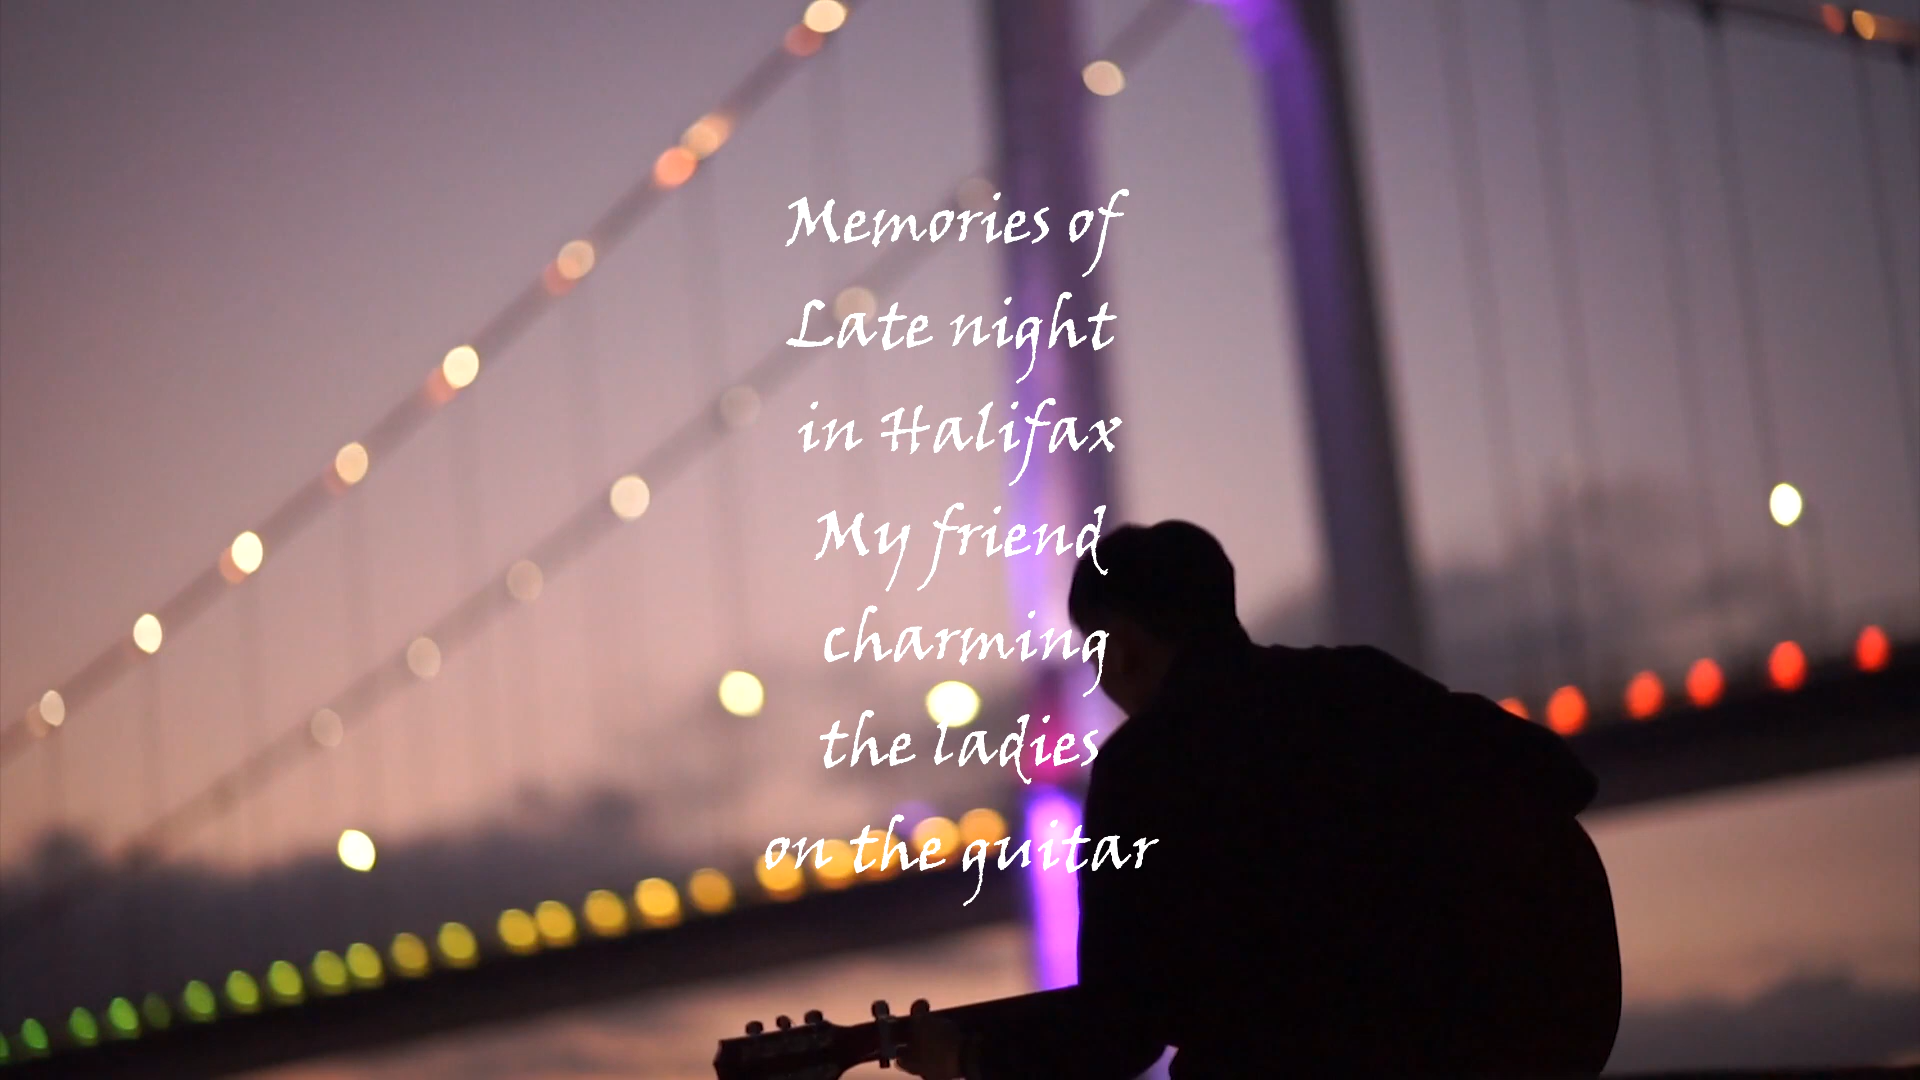 Memories of
Late night
in Halifax
My friend
charming
the ladies
on the guitar